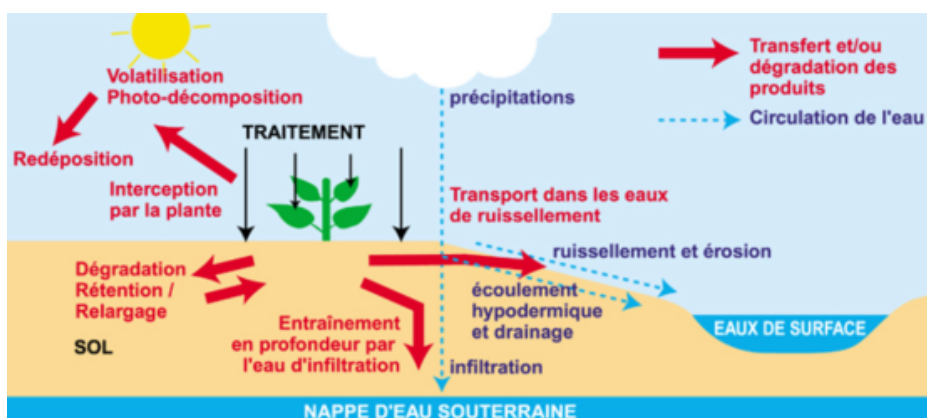 Volatilisation
Photo-décomposition
Redéposition
TRAITEMENT
Interception
par la plante
précipitations
Transfert et/ou
dégradation des
produits
Circulation de l'eau
Transport dans les eaux
de ruissellement
ruissellement et érosion
Dégradation
Rétention /
Relargage
SOL
Entraînement
en profondeur par
l'eau d'infiltration
écoulement
hypodermique
et drainage
infiltration
EAUX DE SURFACE
NAPPE D'EAU SOUTERRAINE